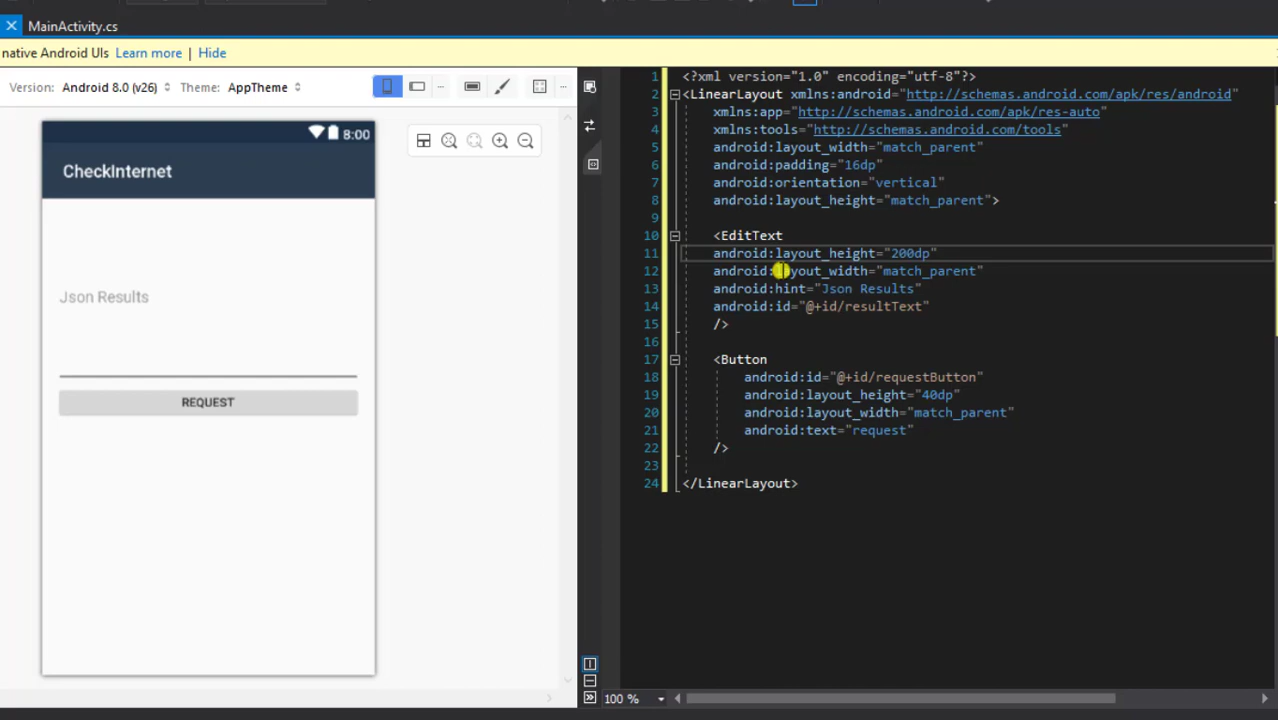 MainActivity.cs
native Android UIs Learn more | Hide
Version: Android 8.0 (v26) Theme: AppTheme
8:00
CheckInternet
Json Results
REQUEST
1 <?xml version="1.0" encoding="utf-8"?>
2 <LinearLayout xmlns:android="http://schemas.android.com/apk/res/android"
3 xmlns:app="http://schemas.android.com/apk/res-auto"
4 xmlns:tools="http://schemas.android.com/tools"
5 android:layout_width="match_parent"
6 android:padding="16dp"
7 android:orientation="vertical"
8 android:layout_height="match_parent">
9
10 <EditText
11 android:layout_height="200dp"
12 android:layout_width="match_parent"
13 android:hint="Json Results"
14 android:id="@+id/resultText"
15 />
16
17 <Button
18 android:id="@+id/requestButton"
19 android:layout_height="40dp"
20 android:layout_width="match_parent"
21 android:text="request"
22 />
23
24 </LinearLayout>
100 %